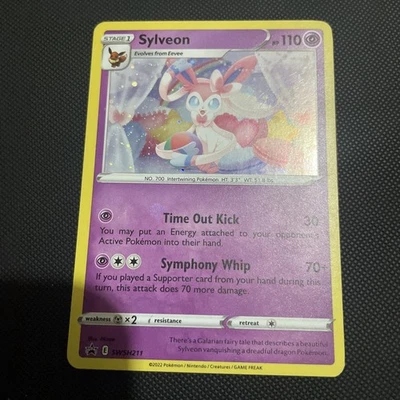 STAGE 1
Sylveon
HP 110
Evolves from Eevee
NO. 700 Intertwining Pokémon HT: 3'3" WT: 51.8 lbs.
Time Out Kick 30
You may put an Energy attached to your opponent's
Active Pokémon into their hand.
Symphony Whip 70+
If you played a Supporter card from your hand during this
turn, this attack does 70 more damage.
weakness ×2 resistance retreat
Illus.
SWSH211
There's a Galarian fairy tale that describes a beautiful
Sylveon vanquishing a dreadful dragon Pokémon.
©2022 Pokémon / Nintendo / Creatures / GAME FREAK